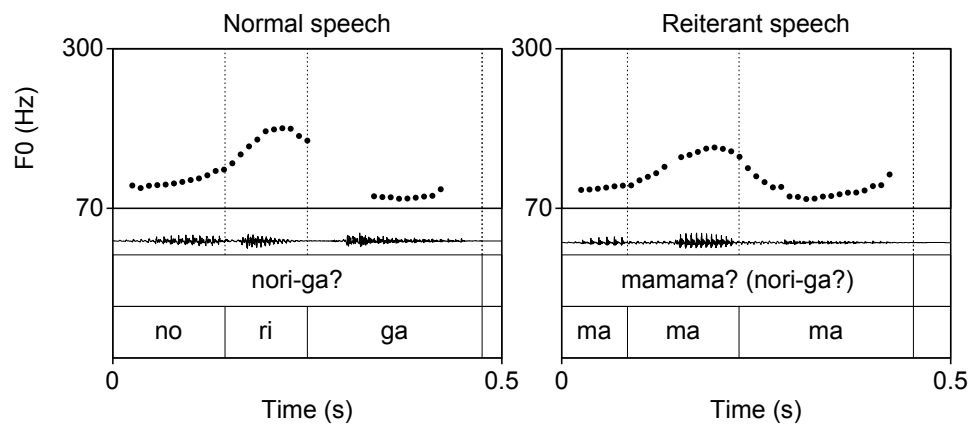 Normal speech
Reiterant speech
F0 (Hz)
300
70
300
70
nori-ga?
mamama? (nori-ga?)
no ri ga
ma ma ma
0 0.5
0 0.5
Time (s)
Time (s)